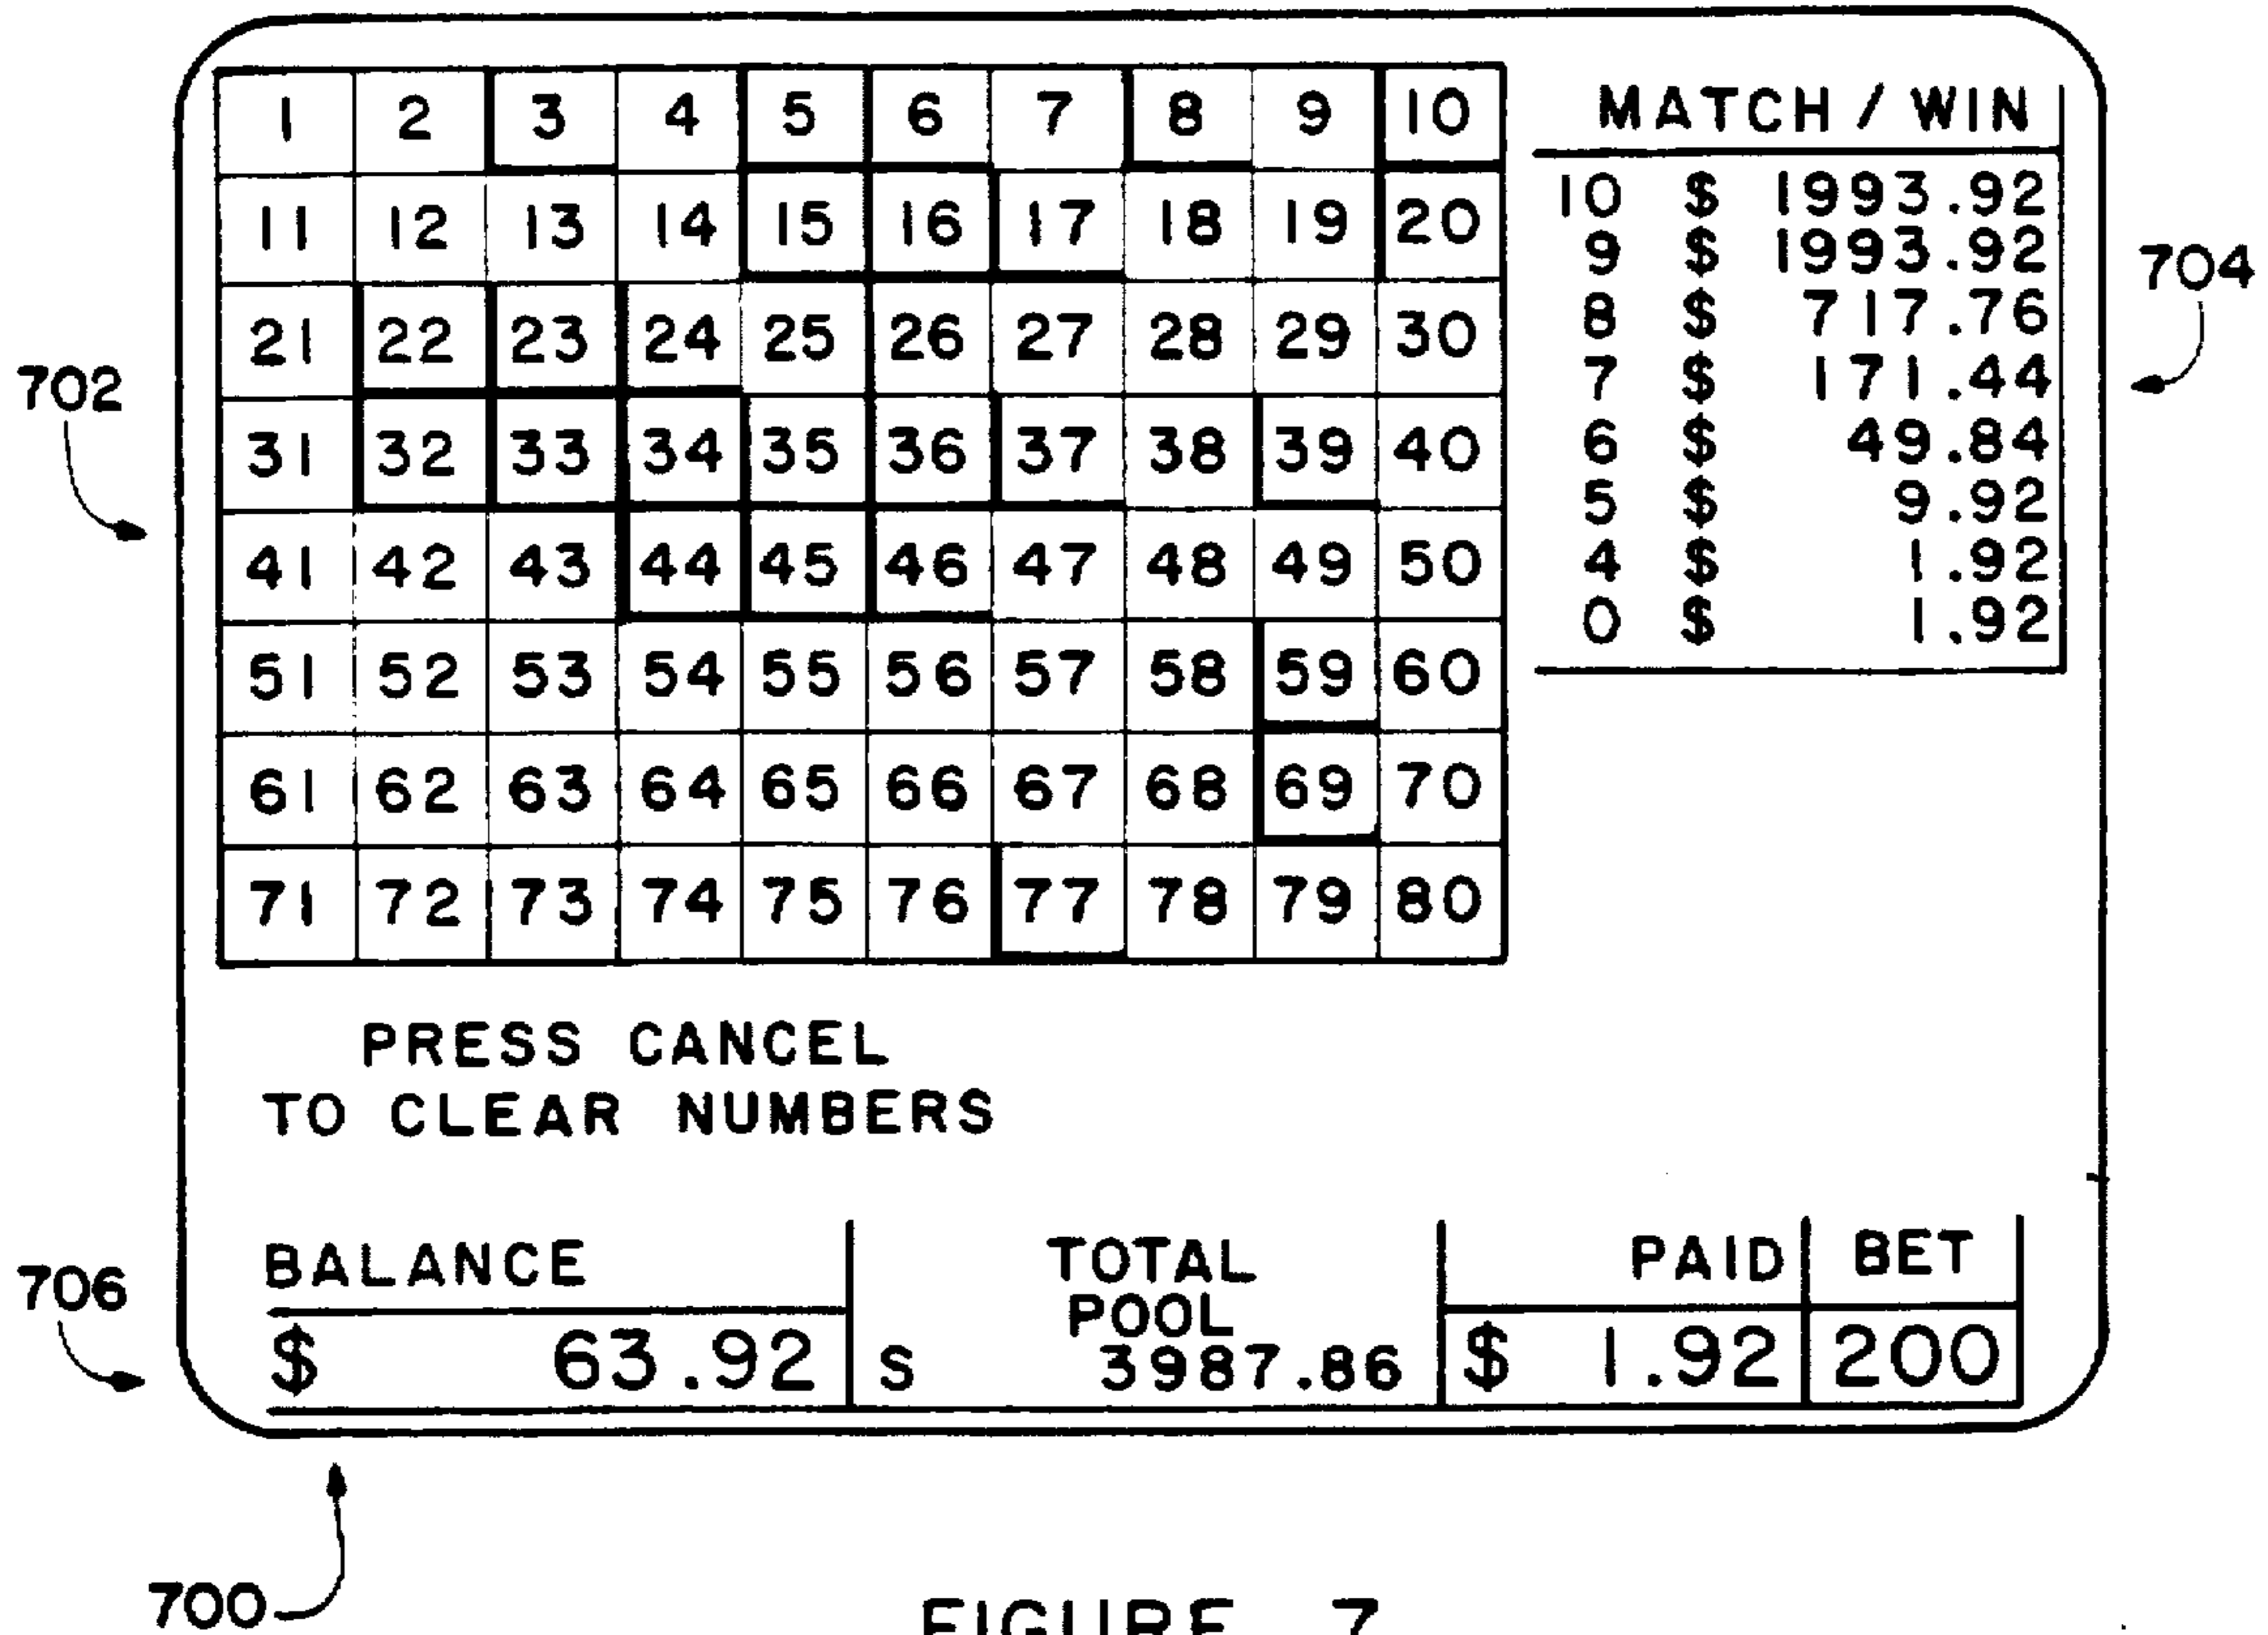 1 2 3 4 5 6 7 8 9 10
11 12 13 14 15 16 17 18 19 20
21 22 23 24 25 26 27 28 29 30
31 32 33 34 35 36 37 38 39 40
41 42 43 44 45 46 47 48 49 50
51 52 53 54 55 56 57 58 59 60
61 62 63 64 65 66 67 68 69 70
71 72 73 74 75 76 77 78 79 80
MATCH / WIN
10 $ 1993.92
9 $ 1993.92
8 $ 717.76
7 $ 171.44
6 $ 49.84
5 $ 9.92
4 $ 1.92
0 $ 1.92
704
702
PRESS CANCEL
TO CLEAR NUMBERS
706
BALANCE
$ 63.92
TOTAL
POOL
S 3987.86
PAID
$ 1.92
BET
200
700
FIGURE 7